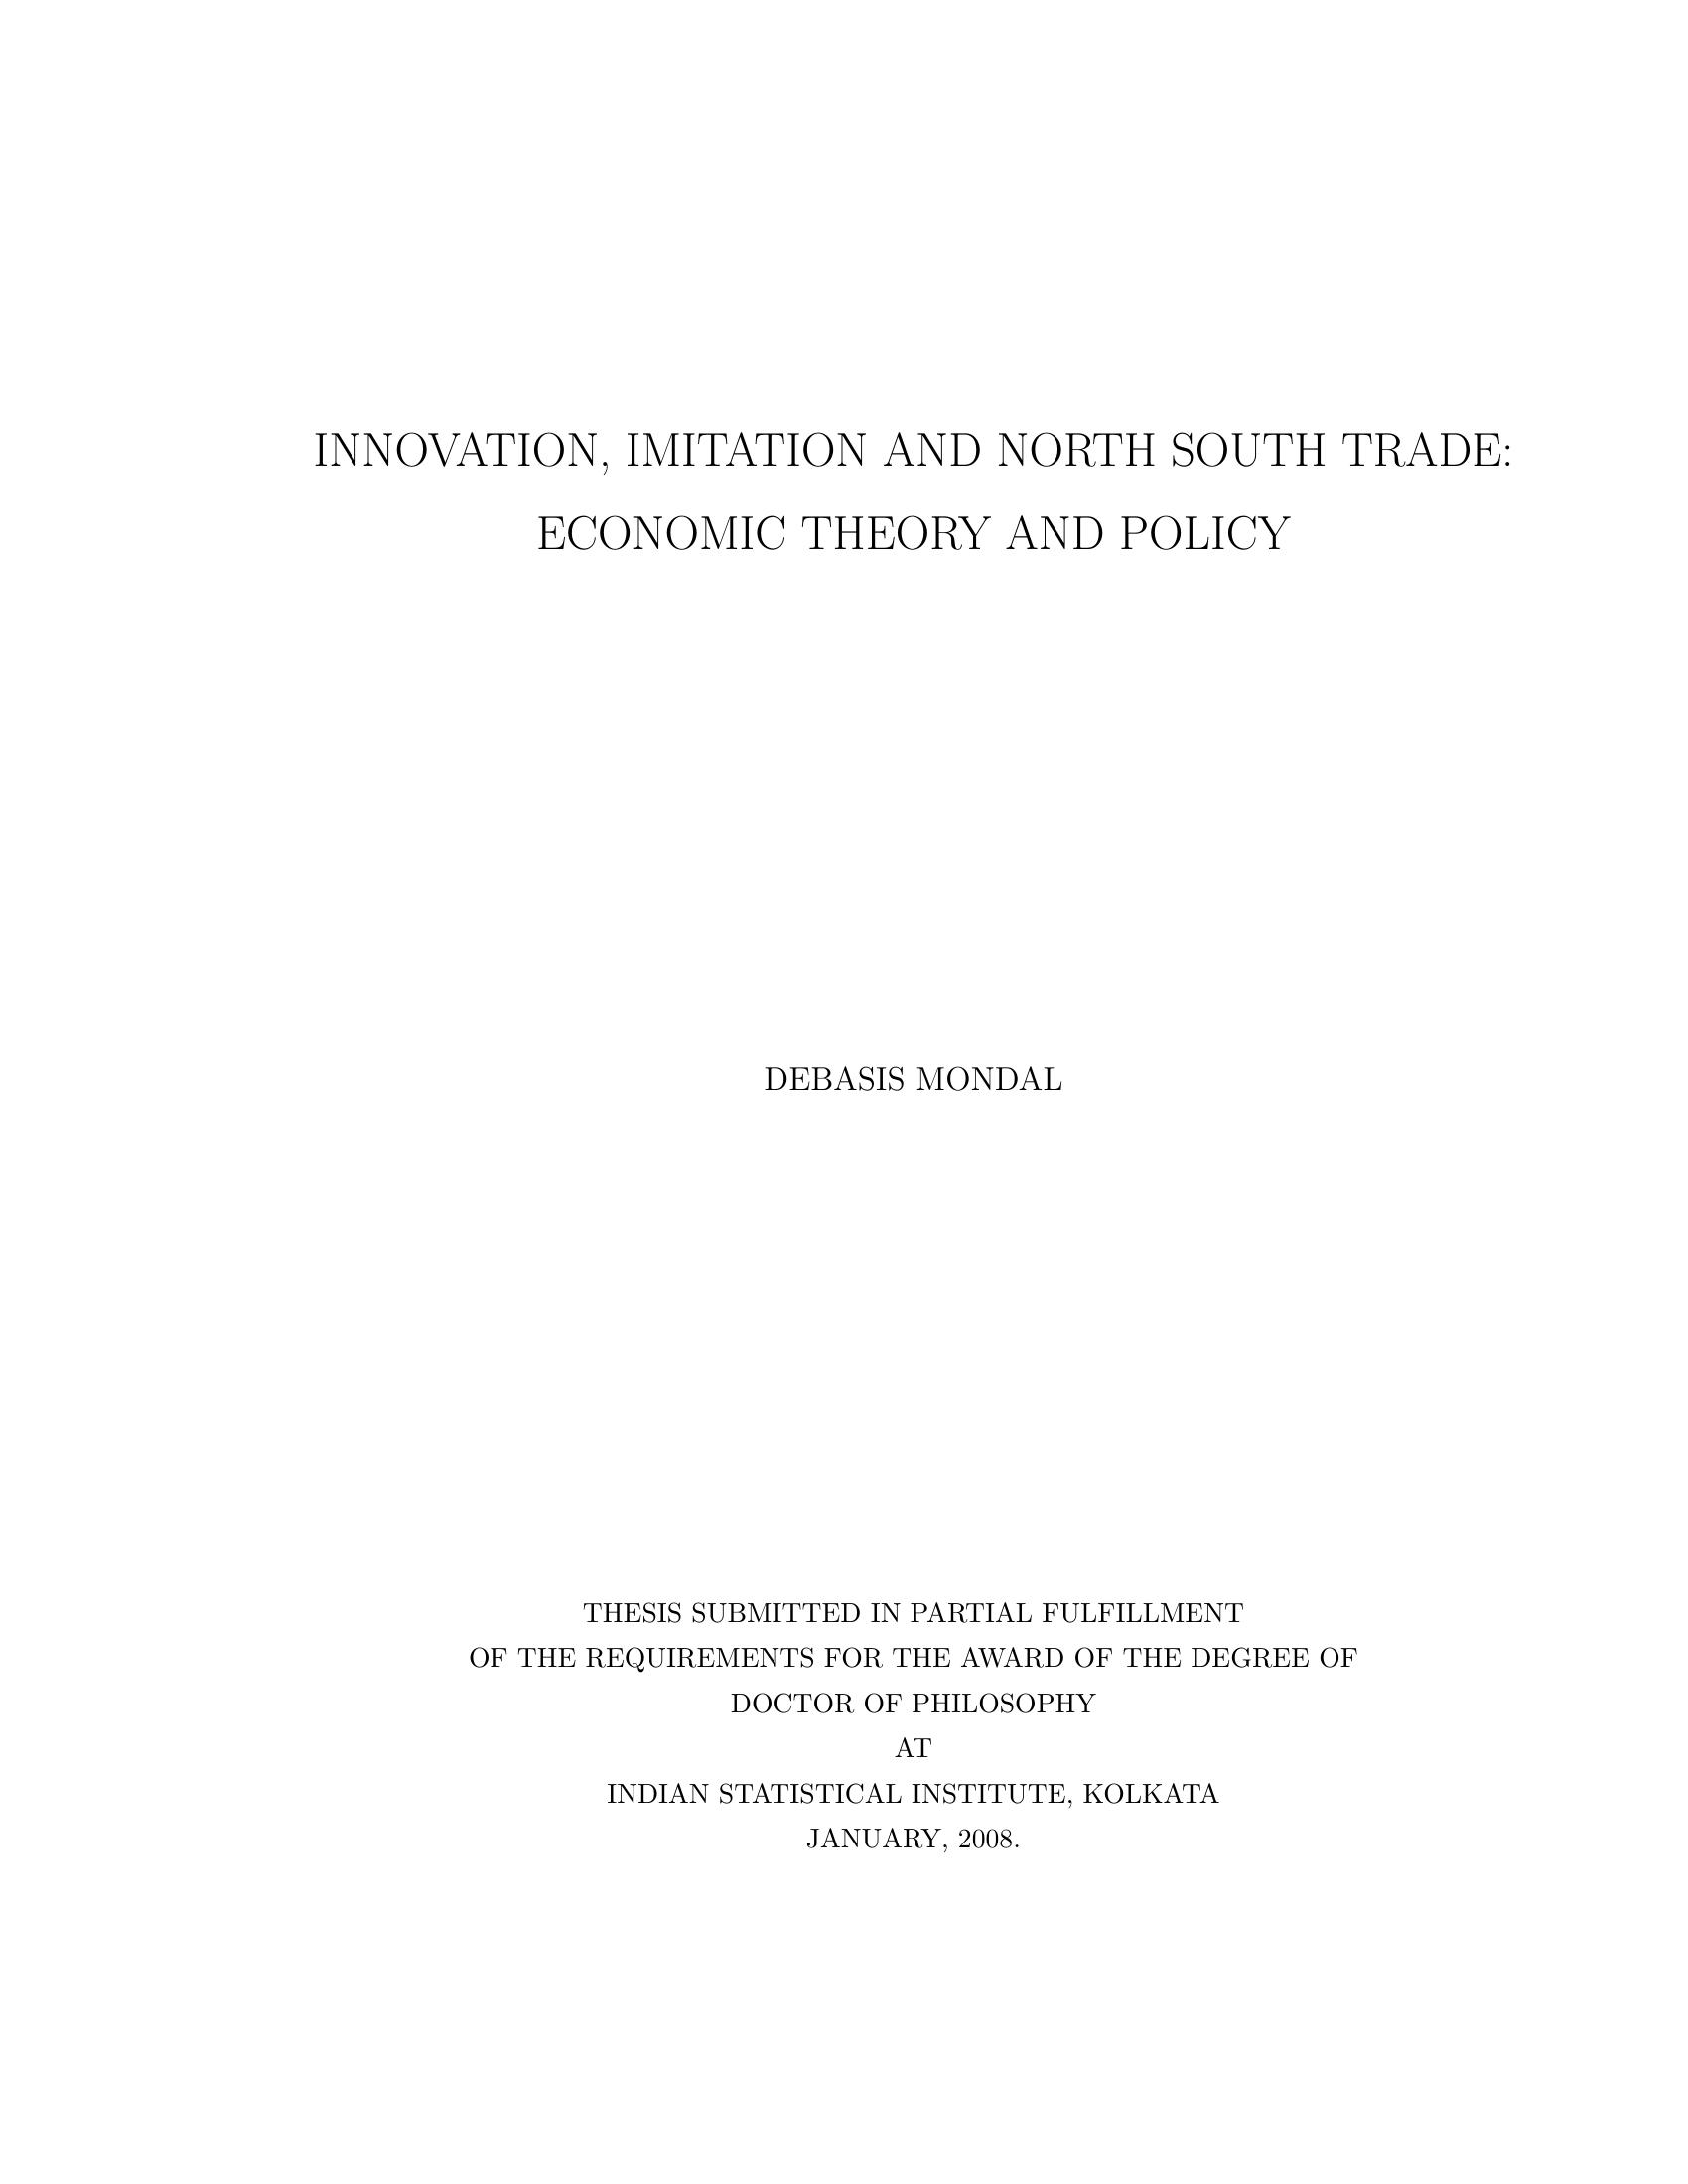 INNOVATION, IMITATION AND NORTH SOUTH TRADE:
ECONOMIC THEORY AND POLICY
DEBASIS MONDAL
THESIS SUBMITTED IN PARTIAL FULFILLMENT
OF THE REQUIREMENTS FOR THE AWARD OF THE DEGREE OF
DOCTOR OF PHILOSOPHY
AT
INDIAN STATISTICAL INSTITUTE, KOLKATA
JANUARY, 2008.